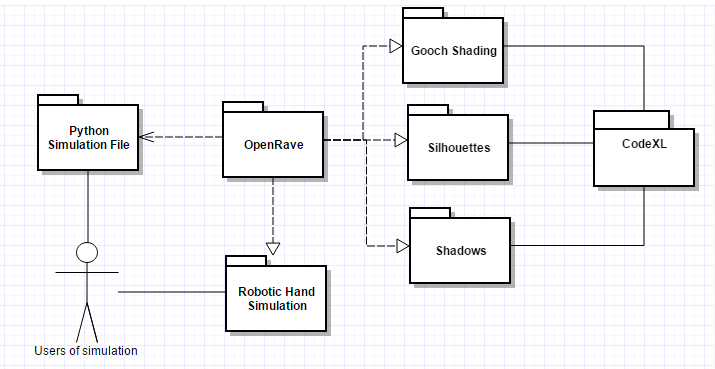 Gooch Shading
Python
Simulation File
OpenRave
Silhouettes
CodeXL
Shadows
Robotic Hand
Simulation
Users of simulation